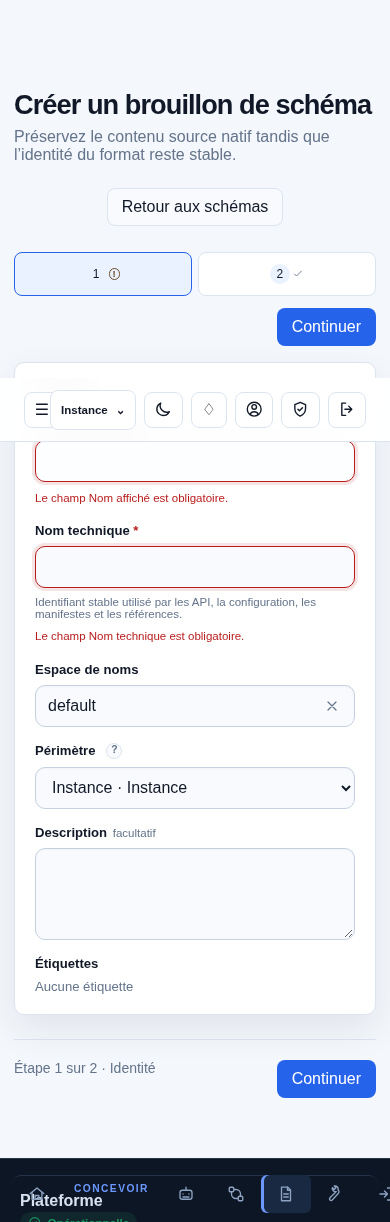 Créer un brouillon de schéma
Préservez le contenu source natif tandis que
l'identité du format reste stable.
Retour aux schémas
1
2
Continuer
Instance
Le champ Nom affiché est obligatoire.
Nom technique *
Identifiant stable utilisé par les API, la configuration, les
manifestes et les références.
Le champ Nom technique est obligatoire.
Espace de noms
default
Périmètre ?
Instance · Instance
Description facultatif
Étiquettes
Aucune étiquette
Étape 1 sur 2 · Identité
Continuer
CONCEVOIR
Plateforme
Opérationnelle